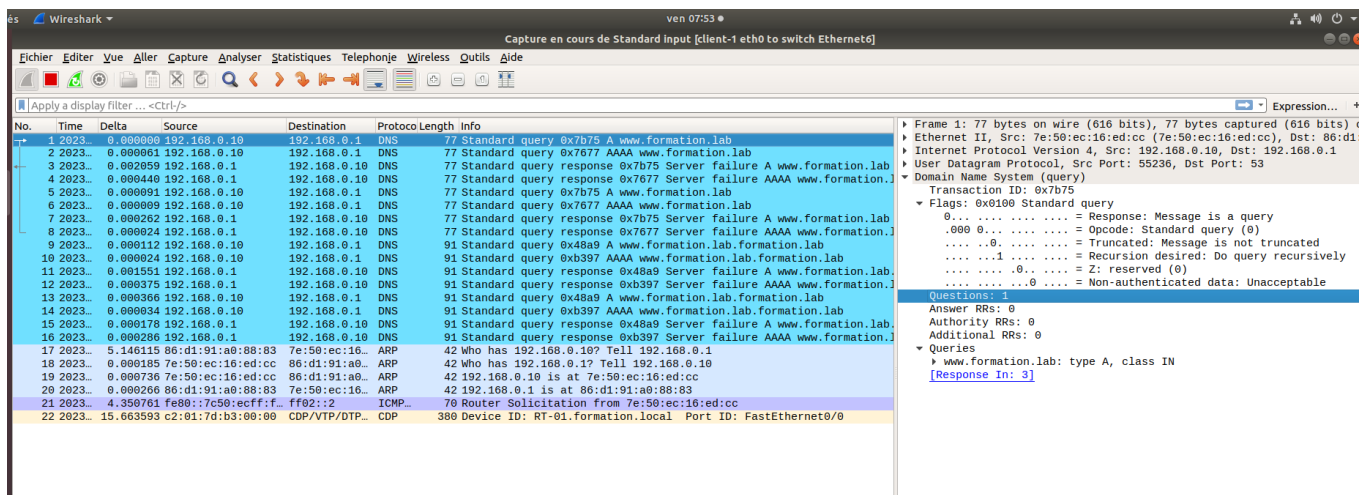 és Wireshark ven 07:53
Capture en cours de Standard input [client-1 eth0 to switch Ethernet6]
Fichier Editer Vue Aller Capture Analyser Statistiques Telephonie Wireless Outils Aide
Apply a display filter ... <Ctrl-/> Expression... +
No. Time Delta Source Destination Protoco Length Info
1 2023… 0.000000 192.168.0.10 192.168.0.1 DNS 77 Standard query 0x7b75 A www.formation.lab
2 2023… 0.000061 192.168.0.10 192.168.0.1 DNS 77 Standard query 0x7677 AAAA www.formation.lab
3 2023… 0.002059 192.168.0.1 192.168.0.10 DNS 77 Standard query response 0x7b75 Server failure A www.formation.lab
4 2023… 0.000440 192.168.0.1 192.168.0.10 DNS 77 Standard query response 0x7677 Server failure AAAA www.formation.l
5 2023… 0.000091 192.168.0.10 192.168.0.1 DNS 77 Standard query 0x7b75 A www.formation.lab
6 2023… 0.000009 192.168.0.10 192.168.0.1 DNS 77 Standard query 0x7677 AAAA www.formation.lab
7 2023… 0.000262 192.168.0.1 192.168.0.10 DNS 77 Standard query response 0x7b75 Server failure A www.formation.lab
8 2023… 0.000024 192.168.0.1 192.168.0.10 DNS 77 Standard query response 0x7677 Server failure AAAA www.formation.l
9 2023… 0.000112 192.168.0.10 192.168.0.1 DNS 91 Standard query 0x48a9 A www.formation.lab.formation.lab
10 2023… 0.000024 192.168.0.10 192.168.0.1 DNS 91 Standard query 0xb397 AAAA www.formation.lab.formation.lab
11 2023… 0.001551 192.168.0.1 192.168.0.10 DNS 91 Standard query response 0x48a9 Server failure A www.formation.lab.
12 2023… 0.000375 192.168.0.1 192.168.0.10 DNS 91 Standard query response 0xb397 Server failure AAAA www.formation.l
13 2023… 0.000366 192.168.0.10 192.168.0.1 DNS 91 Standard query 0x48a9 A www.formation.lab.formation.lab
14 2023… 0.000034 192.168.0.10 192.168.0.1 DNS 91 Standard query 0xb397 AAAA www.formation.lab.formation.lab
15 2023… 0.000178 192.168.0.1 192.168.0.10 DNS 91 Standard query response 0x48a9 Server failure A www.formation.lab.
16 2023… 0.000286 192.168.0.1 192.168.0.10 DNS 91 Standard query response 0xb397 Server failure AAAA www.formation.l
17 2023… 5.146115 86:d1:91:a0:88:83 7e:50:ec:16… ARP 42 Who has 192.168.0.10? Tell 192.168.0.1
18 2023… 0.000185 7e:50:ec:16:ed:cc 86:d1:91:a0… ARP 42 Who has 192.168.0.1? Tell 192.168.0.10
19 2023… 0.000736 7e:50:ec:16:ed:cc 86:d1:91:a0… ARP 42 192.168.0.10 is at 7e:50:ec:16:ed:cc
20 2023… 0.000266 86:d1:91:a0:88:83 7e:50:ec:16… ARP 42 192.168.0.1 is at 86:d1:91:a0:88:83
21 2023… 4.350761 fe80::7c50:ecff:f… ff02::2 ICMP… 70 Router Solicitation from 7e:50:ec:16:ed:cc
22 2023… 15.663593 c2:01:7d:b3:00:00 CDP/VTP/DTP… CDP 380 Device ID: RT-01.formation.local Port ID: FastEthernet0/0
Frame 1: 77 bytes on wire (616 bits), 77 bytes captured (616 bits)
Ethernet II, Src: 7e:50:ec:16:ed:cc (7e:50:ec:16:ed:cc), Dst: 86:d1:
Internet Protocol Version 4, Src: 192.168.0.10, Dst: 192.168.0.1
User Datagram Protocol, Src Port: 55236, Dst Port: 53
Domain Name System (query)
Transaction ID: 0x7b75
Flags: 0x0100 Standard query
0... .... .... .... = Response: Message is a query
.000 0... .... .... = Opcode: Standard query (0)
.... ..0. .... .... = Truncated: Message is not truncated
.... ...1 .... .... = Recursion desired: Do query recursively
.... .... .0.. .... = Z: reserved (0)
.... .... ...0 .... = Non-authenticated data: Unacceptable
Questions: 1
Answer RRs: 0
Authority RRs: 0
Additional RRs: 0
Queries
www.formation.lab: type A, class IN
[Response In: 3]